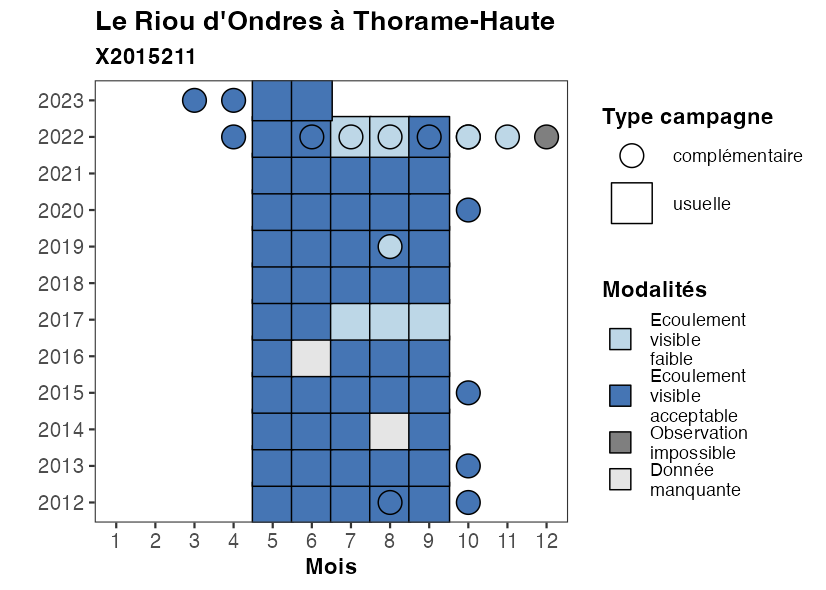 Le Riou d'Ondres à Thorame-Haute
X2015211
2023
2022
2021
2020
2019
2018
2017
2016
2015
2014
2013
2012
1 2 3 4 5 6 7 8 9 10 11 12
Mois
Type campagne
complémentaire
usuelle
Modalités
Ecoulement
visible
faible
Ecoulement
visible
acceptable
Observation
impossible
Donnée
manquante